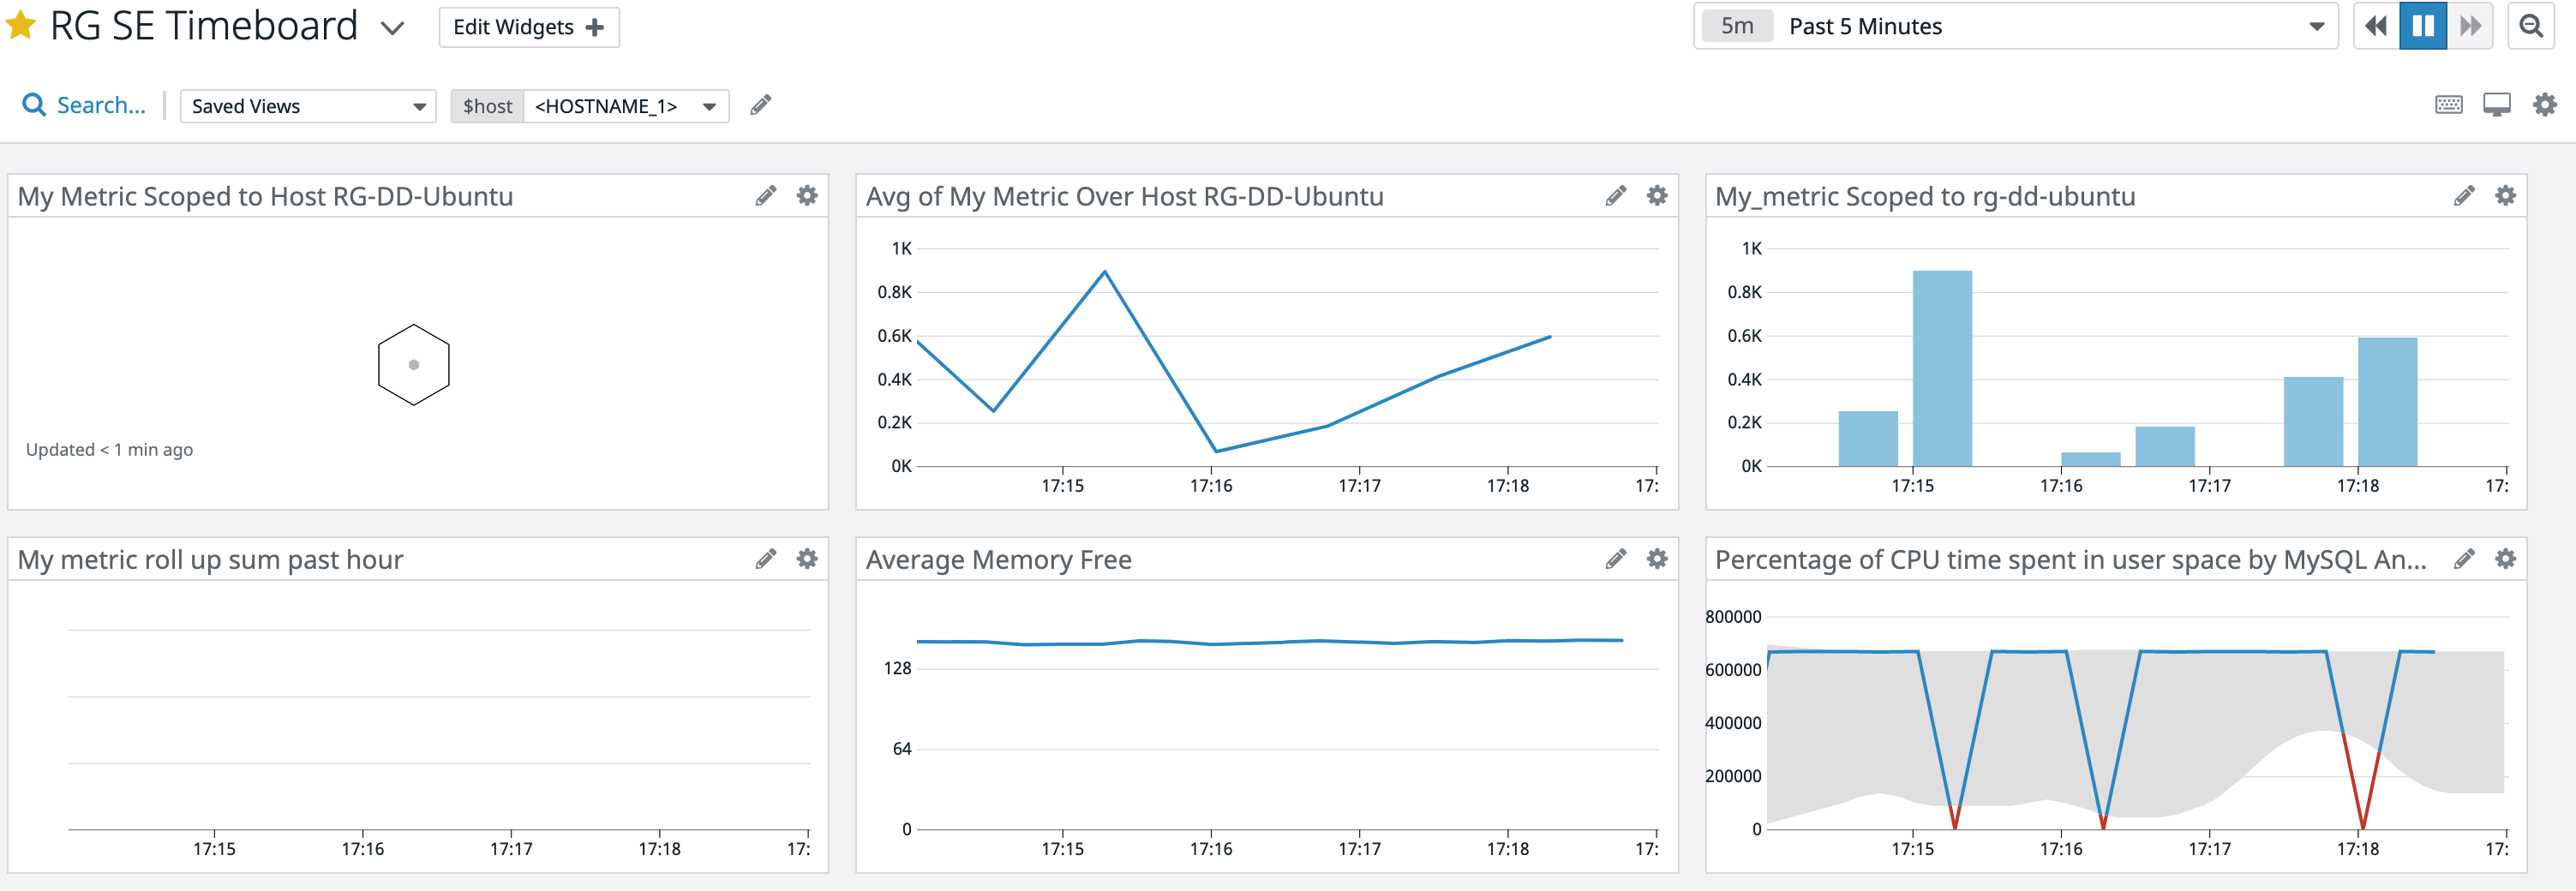 RG SE Timeboard
Edit Widgets
5m Past 5 Minutes
Search...
Saved Views
$host <HOSTNAME_1>
My Metric Scoped to Host RG-DD-Ubuntu
Updated < 1 min ago
Avg of My Metric Over Host RG-DD-Ubuntu
1K
0.8K
0.6K
0.4K
0.2K
0K
17:15 17:16 17:17 17:18 17:
My_metric Scoped to rg-dd-ubuntu
1K
0.8K
0.6K
0.4K
0.2K
0K
17:15 17:16 17:17 17:18 17:
My metric roll up sum past hour
17:15 17:16 17:17 17:18 17:
Average Memory Free
128
64
0
17:15 17:16 17:17 17:18 17:
Percentage of CPU time spent in user space by MySQL An...
800000
600000
400000
200000
0
17:15 17:16 17:17 17:18 17: